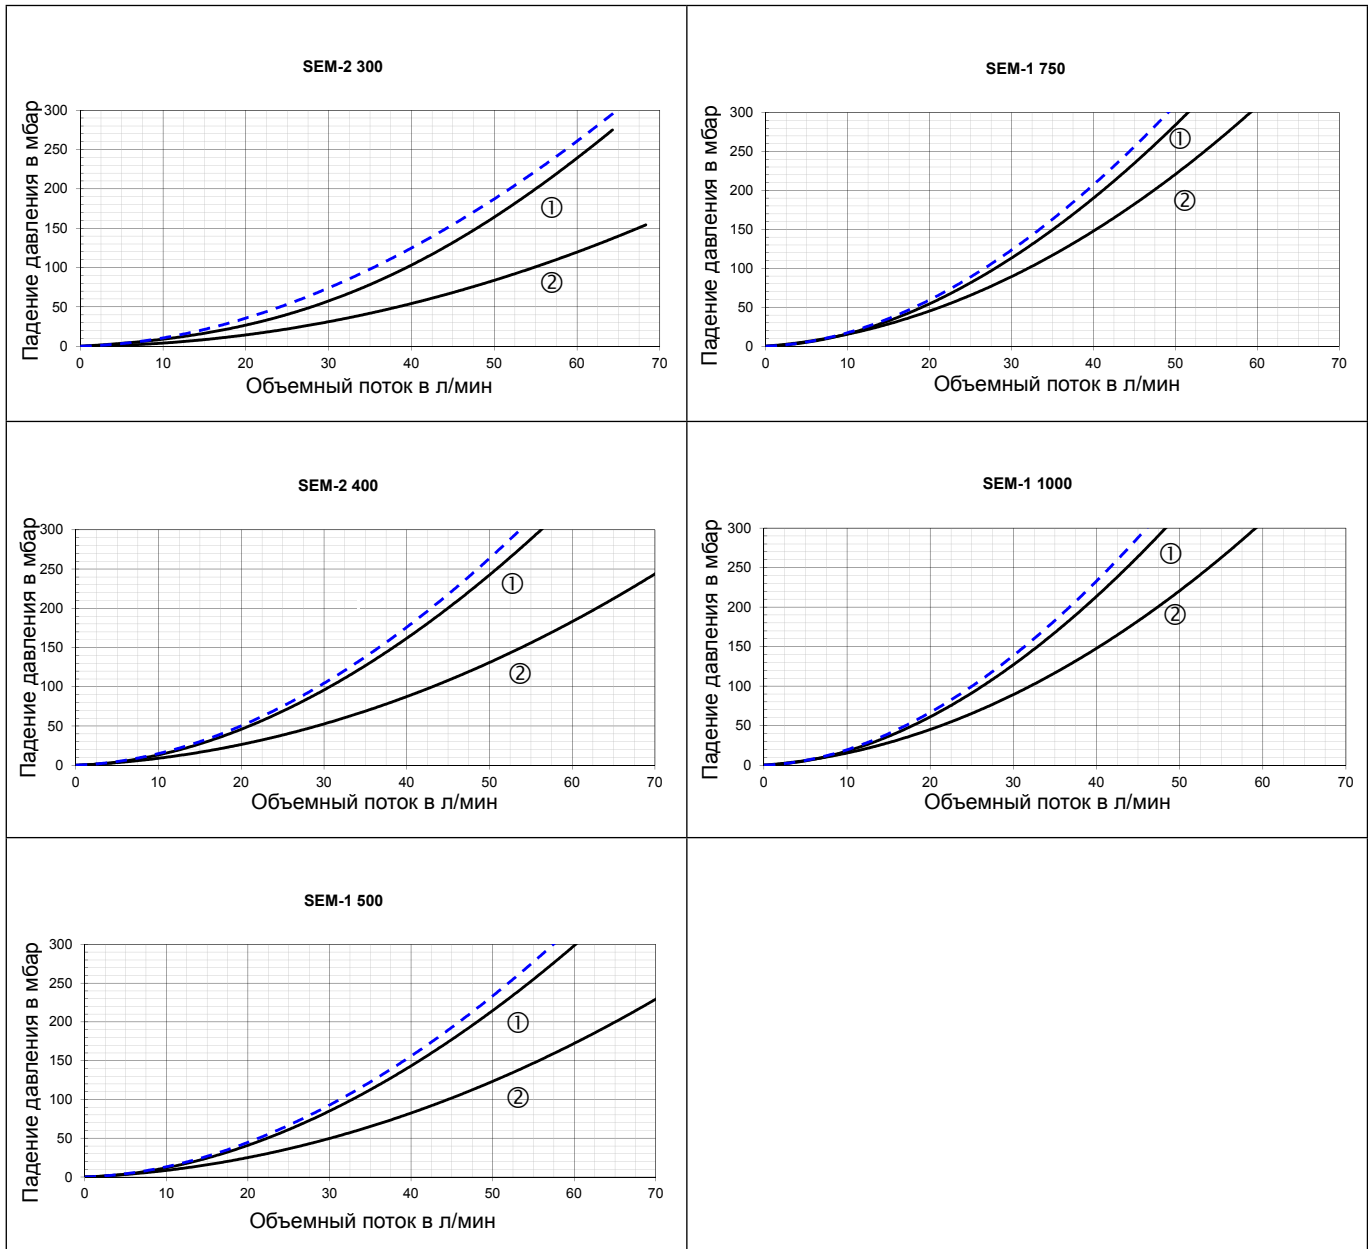 SEM-2 300
Падение давления в мбар
300
250
200
150
100
50
0
①
②
0 10 20 30 40 50 60 70
Объемный поток в л/мин
SEM-1 750
Падение давления в мбар
300
250
200
150
100
50
0
①
②
0 10 20 30 40 50 60 70
Объемный поток в л/мин
SEM-2 400
Падение давления в мбар
300
250
200
150
100
50
0
①
②
0 10 20 30 40 50 60 70
Объемный поток в л/мин
SEM-1 1000
Падение давления в мбар
300
250
200
150
100
50
0
①
②
0 10 20 30 40 50 60 70
Объемный поток в л/мин
SEM-1 500
Падение давления в мбар
300
250
200
150
100
50
0
①
②
0 10 20 30 40 50 60 70
Объемный поток в л/мин